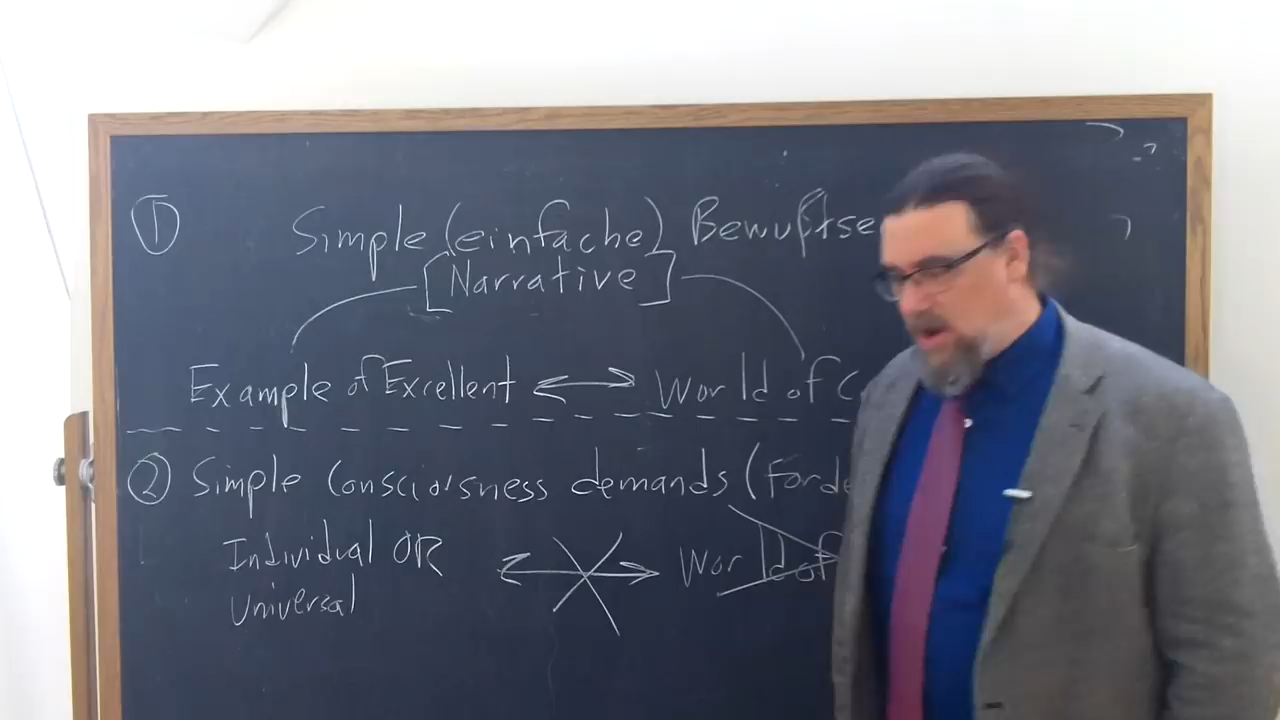 ① Simple (einfache) Bewußtse
[Narrative]
Example of Excellent ⟷ World of C
② Simple Consciousness demands (Forde
Individual OR ⟷ World of
Universal